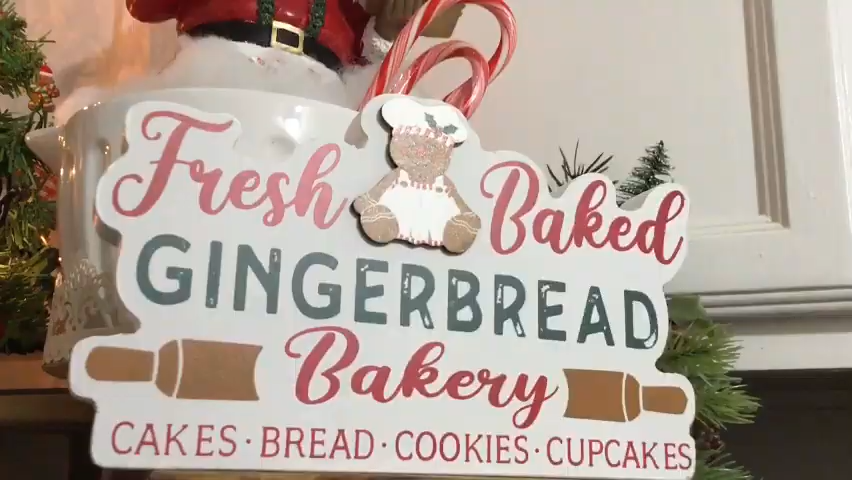 Fresh Baked
GINGERBREAD
Bakery
CAKES · BREAD · COOKIES · CUPCAKES